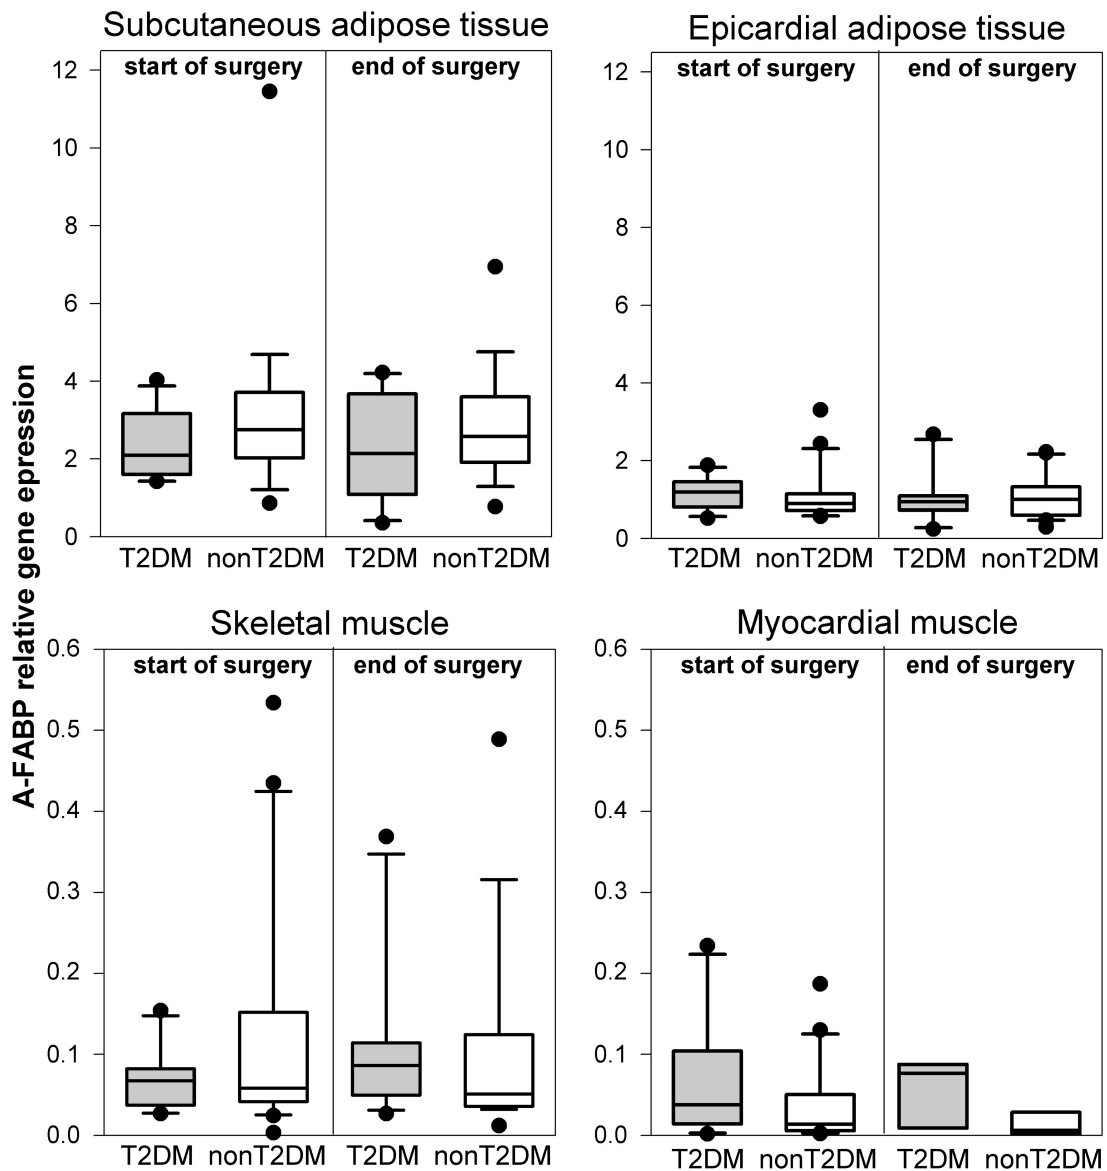 Subcutaneous adipose tissue
start of surgery
end of surgery
12
10
8
6
4
2
0
T2DM nonT2DM T2DM nonT2DM
Epicardial adipose tissue
start of surgery
end of surgery
12
10
8
6
4
2
0
T2DM nonT2DM T2DM nonT2DM
A-FABP relative gene epression
Skeletal muscle
start of surgery
end of surgery
0.6
0.5
0.4
0.3
0.2
0.1
0.0
T2DM nonT2DM T2DM nonT2DM
Myocardial muscle
start of surgery
end of surgery
0.6
0.5
0.4
0.3
0.2
0.1
0.0
T2DM nonT2DM T2DM nonT2DM